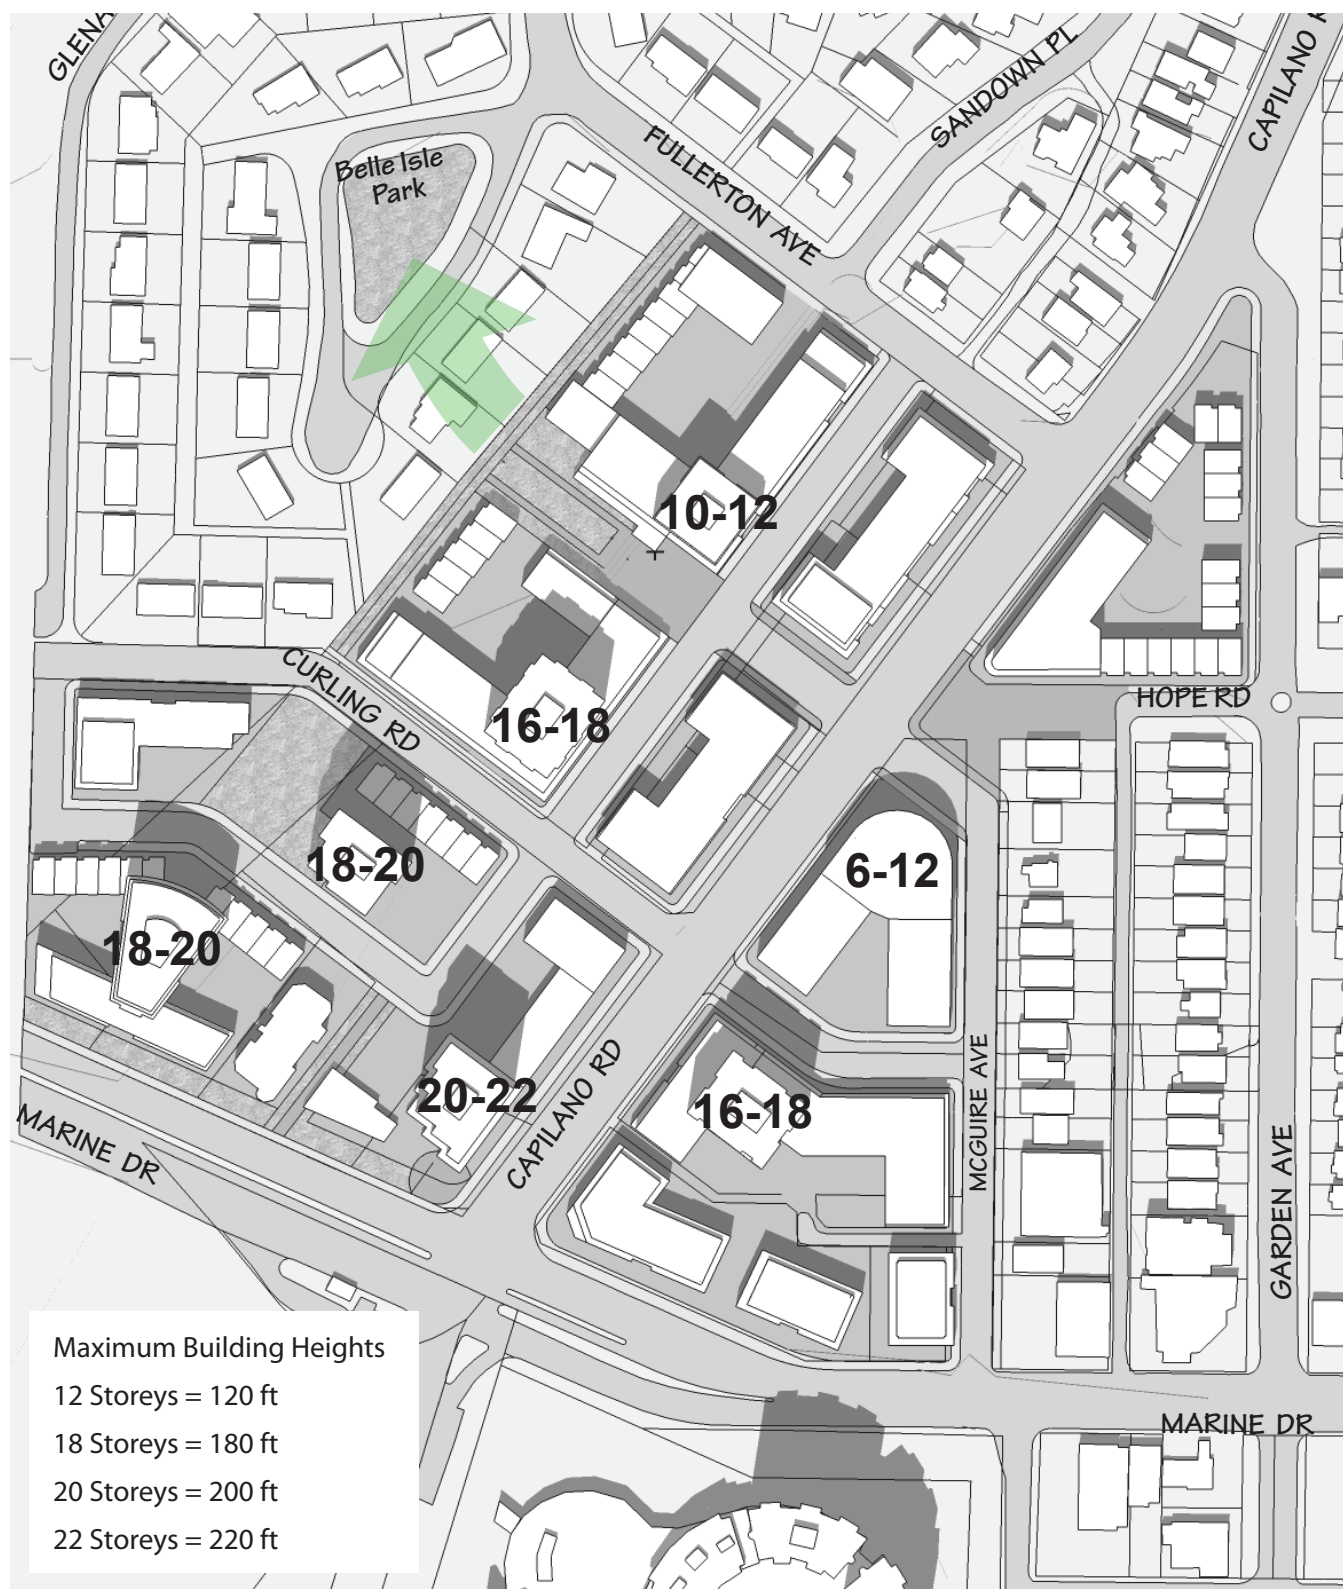 GLENA
CAPILANO R
SANDOWN PL
FULLERTON AVE
Belle Isle
Park
10-12
CURLING RD
16-18
HOPE RD
18-20
6-12
18-20
20-22
16-18
CAPILANO RD
MCGUIRE AVE
GARDEN AVE
MARINE DR
MARINE DR
Maximum Building Heights
12 Storeys = 120 ft
18 Storeys = 180 ft
20 Storeys = 200 ft
22 Storeys = 220 ft